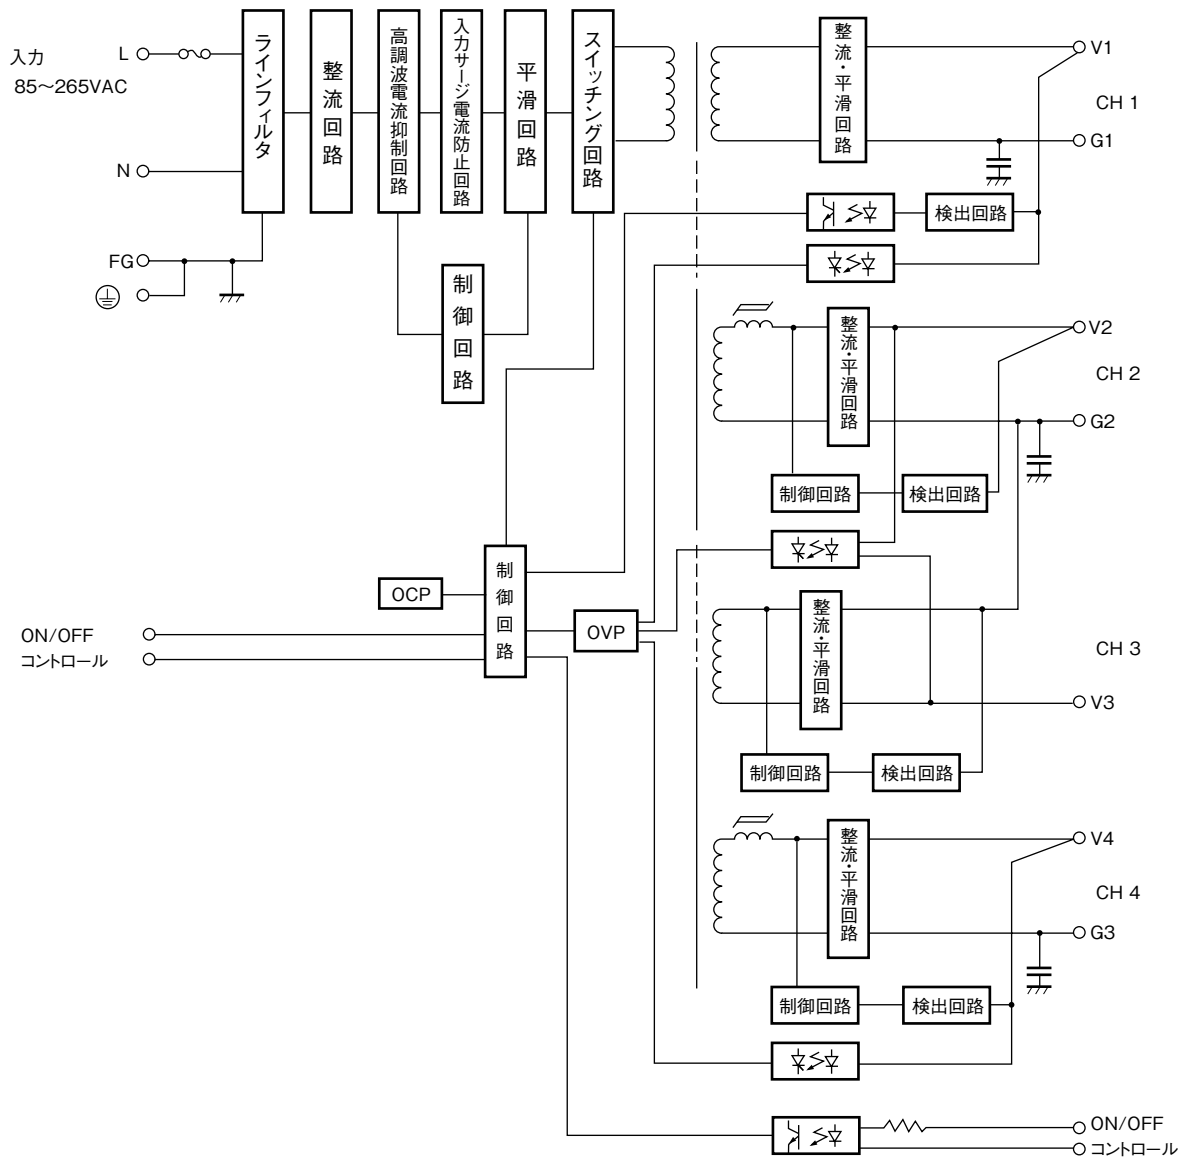 入力
85〜265VAC
L
N
FG
ラインフィルタ
整流回路
高調波電流抑制回路
入力サージ電流防止回路
平滑回路
スイッチング回路
制御回路
整流・平滑回路
V1
CH 1
G1
検出回路
整流・平滑回路
V2
CH 2
G2
制御回路
検出回路
OCP
制御回路
OVP
ON/OFF
コントロール
整流・平滑回路
CH 3
V3
制御回路
検出回路
整流・平滑回路
V4
CH 4
G3
制御回路
検出回路
ON/OFF
コントロール